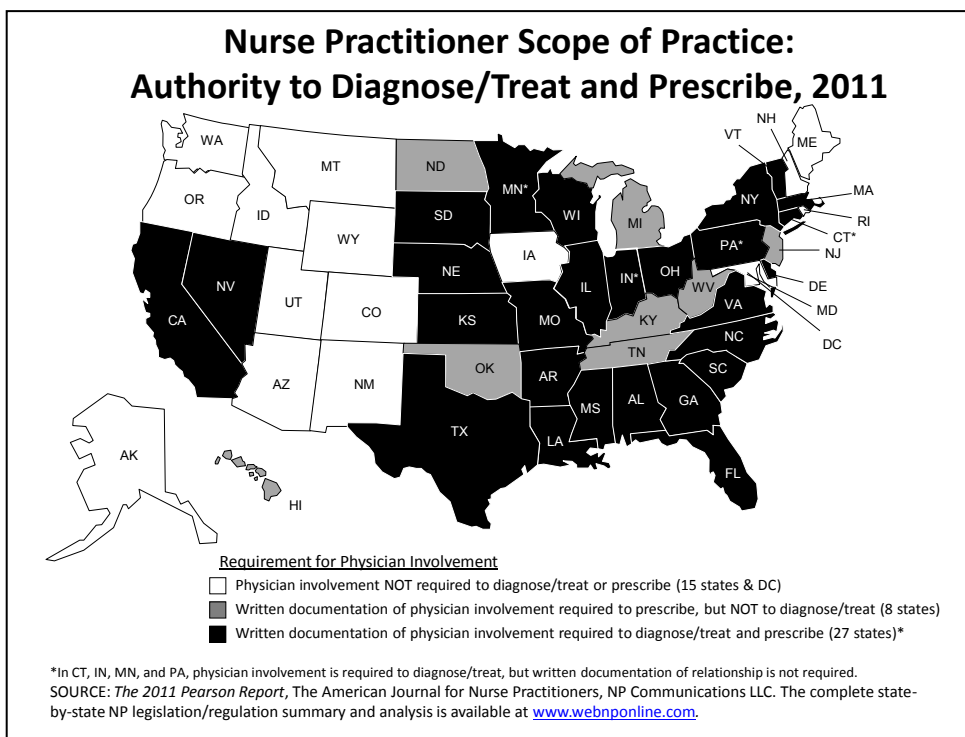 Nurse Practitioner Scope of Practice:
Authority to Diagnose/Treat and Prescribe, 2011
NH
VT
ME
WA
MT
ND
MN*
OR
ID
SD
WI
MI
NY
MA
RI
CT*
WY
IA
PA*
NJ
NE
IL
IN*
OH
WV
DE
NV
UT
CO
KS
MO
KY
VA
MD
CA
DC
NC
TN
AZ
NM
OK
AR
SC
MS
AL
GA
TX
LA
AK
FL
HI
Requirement for Physician Involvement
Physician involvement NOT required to diagnose/treat or prescribe (15 states & DC)
Written documentation of physician involvement required to prescribe, but NOT to diagnose/treat (8 states)
Written documentation of physician involvement required to diagnose/treat and prescribe (27 states)*
*In CT, IN, MN, and PA, physician involvement is required to diagnose/treat, but written documentation of relationship is not required.
SOURCE: The 2011 Pearson Report, The American Journal for Nurse Practitioners, NP Communications LLC. The complete state-
by-state NP legislation/regulation summary and analysis is available at www.webnponline.com.